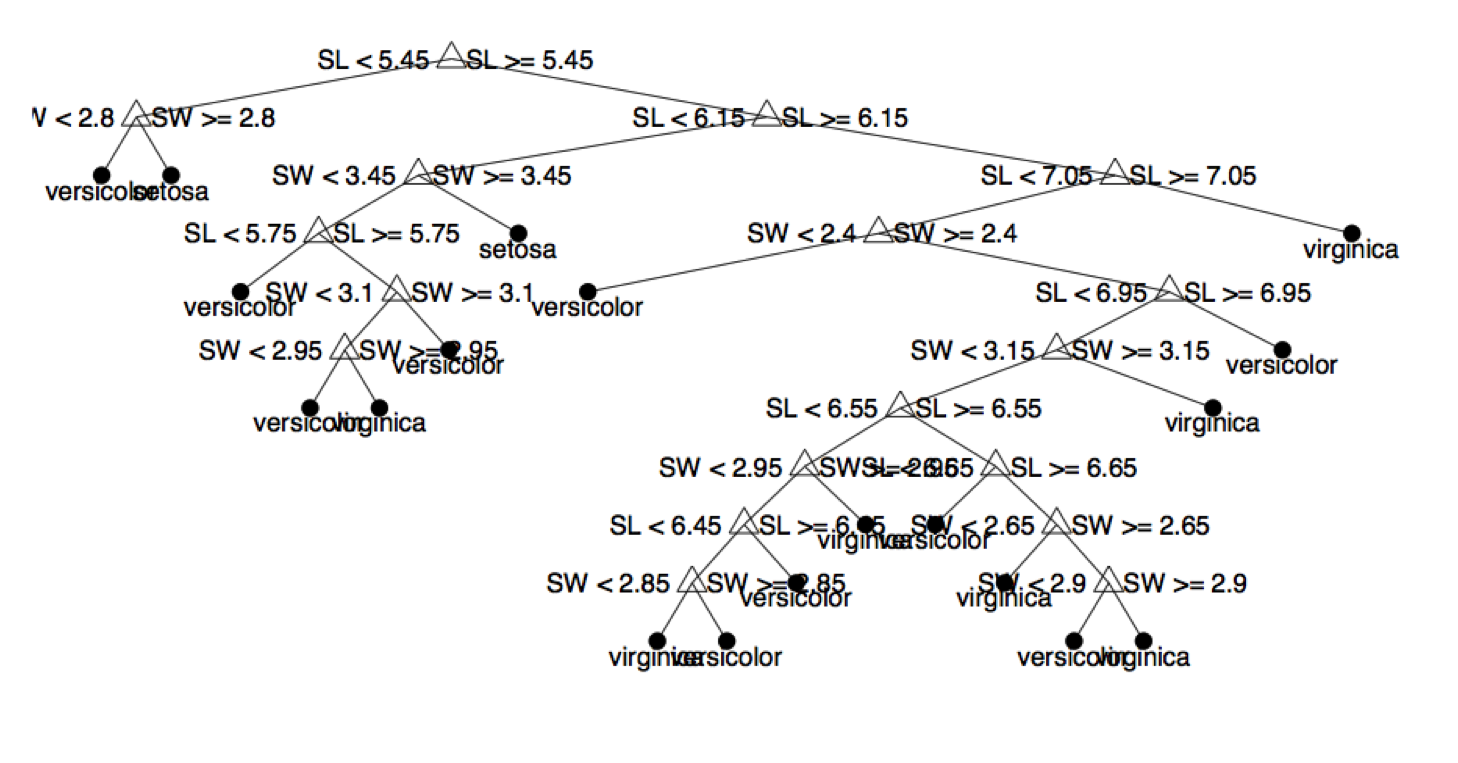 SL < 5.45 SL >= 5.45
W < 2.8 SW >= 2.8 SL < 6.15 SL >= 6.15
versicolor setosa SW < 3.45 SW >= 3.45 SL < 7.05 SL >= 7.05
SL < 5.75 SL >= 5.75 setosa SW < 2.4 SW >= 2.4 virginica
versicolor SW < 3.1 SW >= 3.1 versicolor SL < 6.95 SL >= 6.95
SW < 2.95 SW >= 2.95 versicolor SW < 3.15 SW >= 3.15 versicolor
versicolor virginica SL < 6.55 SL >= 6.55 virginica
SW < 2.95 SW >= 2.95 SL < 6.65 SL >= 6.65
SL < 6.45 SL >= 6.45 virginica versicolor SW < 2.65 SW >= 2.65
SW < 2.85 SW >= 2.85 versicolor virginica SW < 2.9 SW >= 2.9
virginica versicolor versicolor virginica